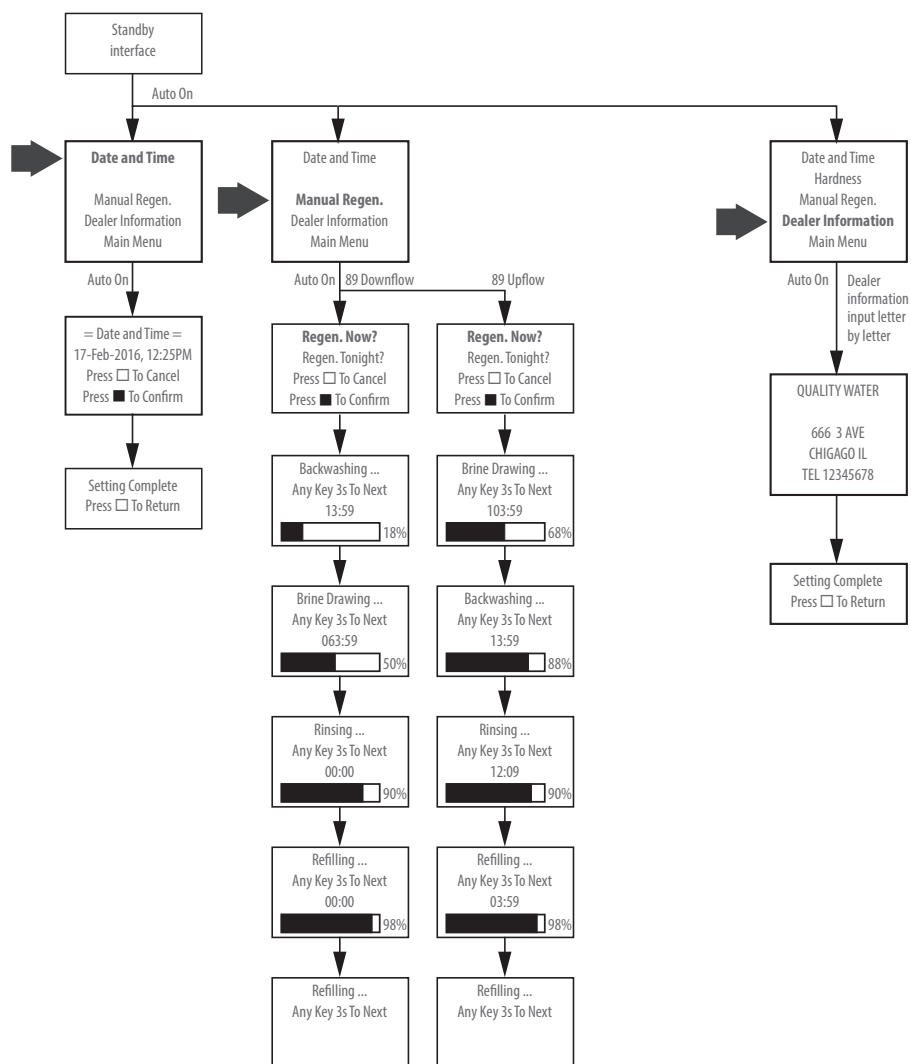 Standby
interface
Auto On
Date and Time
Manual Regen.
Dealer Information
Main Menu
Auto On
= Date and Time =
17-Feb-2016, 12:25PM
Press □ To Cancel
Press ■ To Confirm
Setting Complete
Press □ To Return
Date and Time
Manual Regen.
Dealer Information
Main Menu
Auto On
89 Downflow
89 Upflow
Regen. Now?
Regen. Tonight?
Press □ To Cancel
Press ■ To Confirm
Backwashing ...
Any Key 3s To Next
13:59
18%
Brine Drawing ...
Any Key 3s To Next
063:59
50%
Rinsing ...
Any Key 3s To Next
00:00
90%
Refilling ...
Any Key 3s To Next
00:00
98%
Refilling ...
Any Key 3s To Next
Regen. Now?
Regen. Tonight?
Press □ To Cancel
Press ■ To Confirm
Brine Drawing ...
Any Key 3s To Next
103:59
68%
Backwashing ...
Any Key 3s To Next
13:59
88%
Rinsing ...
Any Key 3s To Next
12:09
90%
Refilling ...
Any Key 3s To Next
03:59
98%
Refilling ...
Any Key 3s To Next
Date and Time
Hardness
Manual Regen.
Dealer Information
Main Menu
Auto On
Dealer
information
input letter
by letter
QUALITY WATER
666 3 AVE
CHIGAGO IL
TEL 12345678
Setting Complete
Press □ To Return